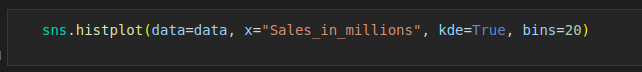 sns.histplot(data=data, x="Sales_in_millions", kde=True, bins=20)